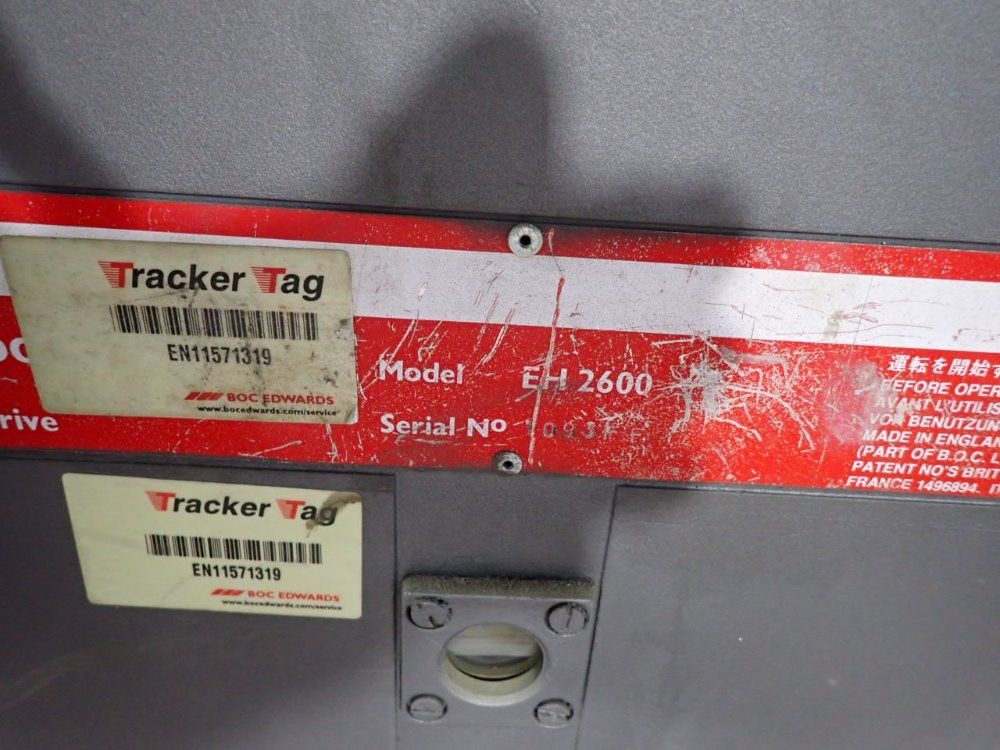 Tracker Tag
EN11571319
BOC EDWARDS
www.bocedwards.com/service
rive
Model EH 2600
Serial No
運転を開始す
BEFORE OPER
AVANT L'UTILIS
VOR BENUTZUN
MADE IN ENGLAN
(PART OF B.O.C. L
PATENT NO'S BRIT
FRANCE 1496894. IT
Tracker Tag
EN11571319
BOC EDWARDS
www.bocedwards.com/service